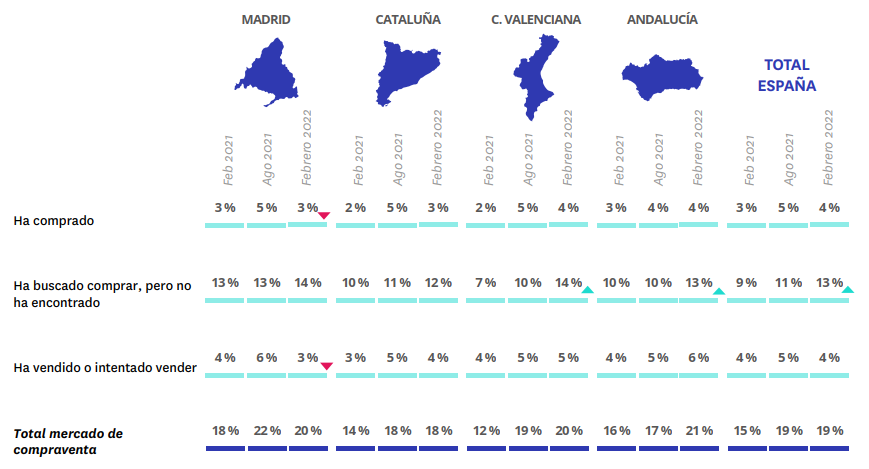 MADRID CATALUÑA C. VALENCIANA ANDALUCÍA
TOTAL
ESPAÑA
Feb 2021 Ago 2021 Febrero 2022 Feb 2021 Ago 2021 Febrero 2022 Feb 2021 Ago 2021 Febrero 2022 Feb 2021 Ago 2021 Febrero 2022 Feb 2021 Ago 2021 Febrero 2022
3 % 5 % 3 % 2 % 5 % 3 % 2 % 5 % 4 % 3 % 4 % 4 % 3 % 5 % 4 %
Ha comprado
13 % 13 % 14 % 10 % 11 % 12 % 7 % 10 % 14 % 10 % 10 % 13 % 9 % 11 % 13 %
Ha buscado comprar, pero no
ha encontrado
4 % 6 % 3 % 3 % 5 % 4 % 4 % 5 % 5 % 4 % 5 % 6 % 4 % 5 % 4 %
Ha vendido o intentado vender
18 % 22 % 20 % 14 % 18 % 18 % 12 % 19 % 20 % 16 % 17 % 21 % 15 % 19 % 19 %
Total mercado de
compraventa